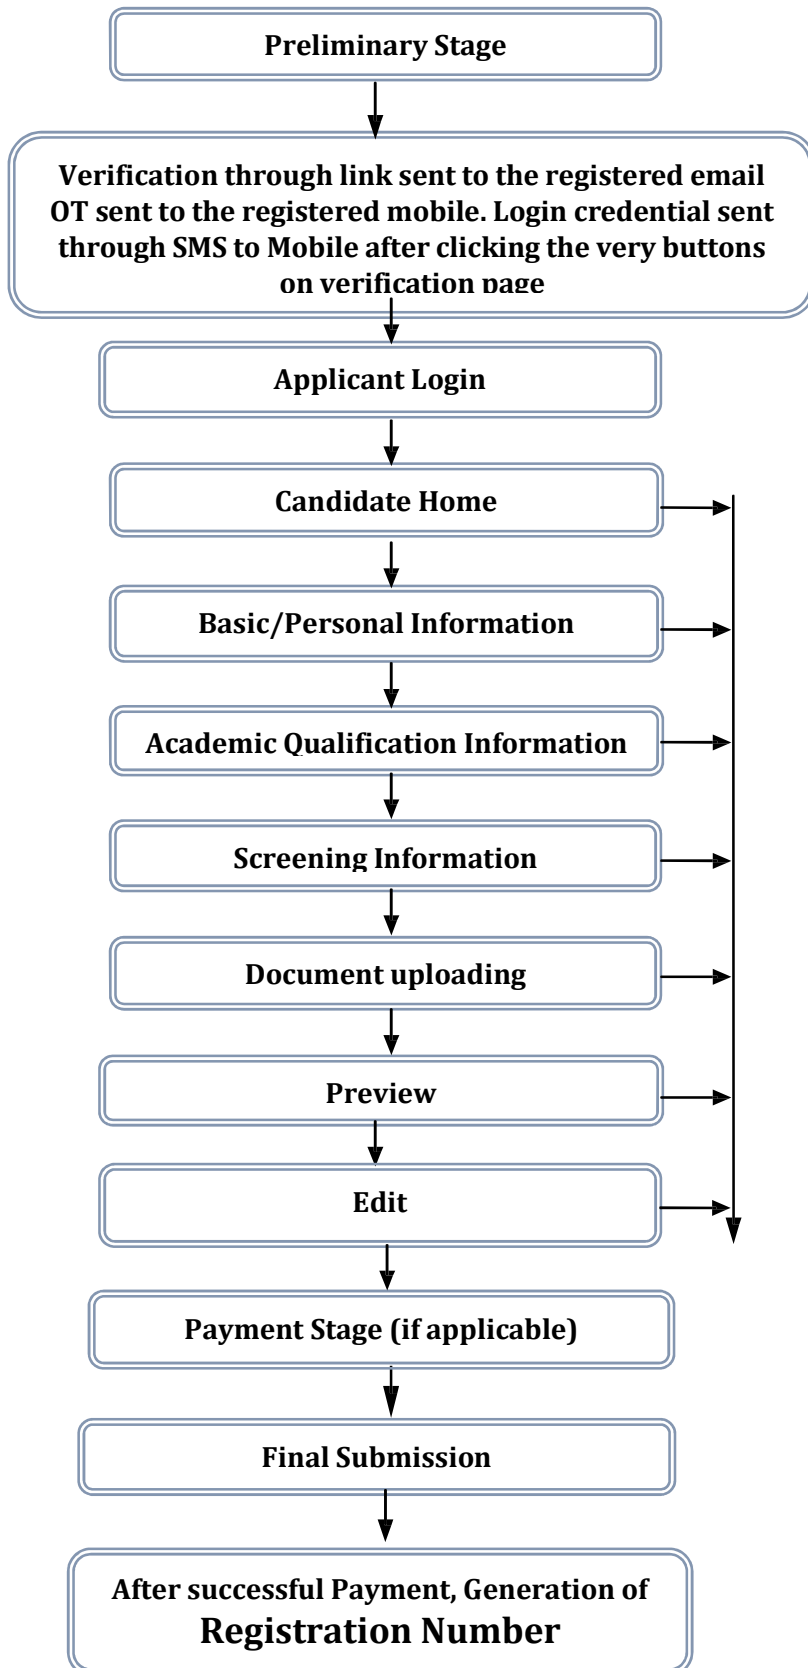 Preliminary Stage
Verification through link sent to the registered email
OT sent to the registered mobile. Login credential sent
through SMS to Mobile after clicking the very buttons
on verification page
Applicant Login
Candidate Home
Basic/Personal Information
Academic Qualification Information
Screening Information
Document uploading
Preview
Edit
Payment Stage (if applicable)
Final Submission
After successful Payment, Generation of
Registration Number